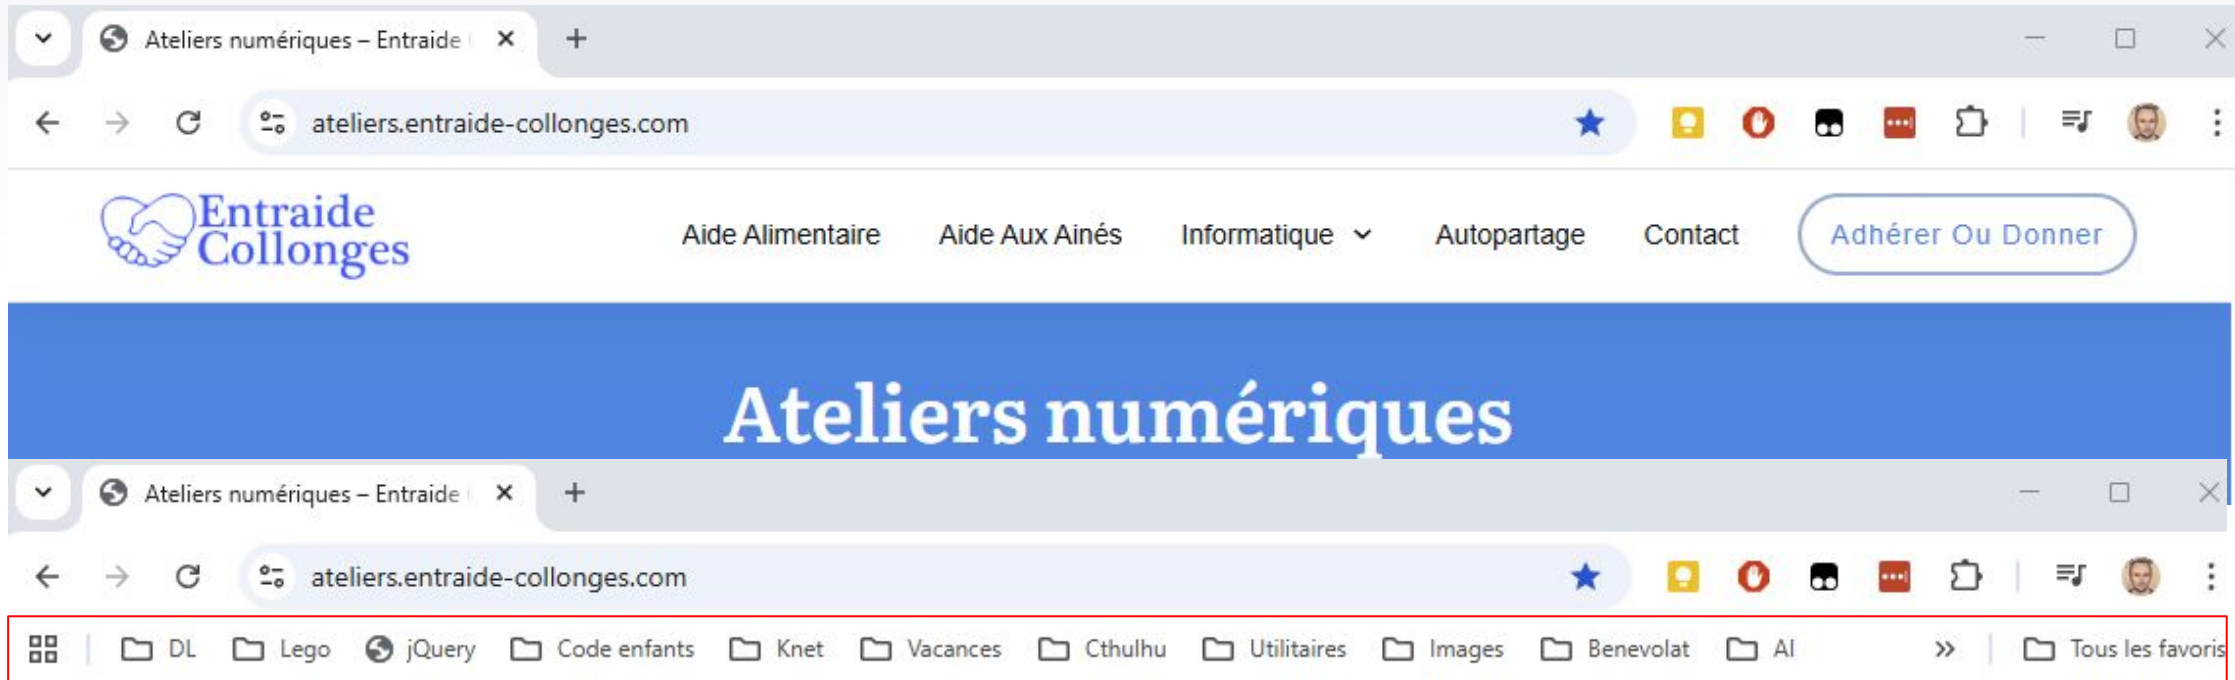 Ateliers numériques – Entraide
ateliers.entraide-collonges.com
Entraide
Collonges
Aide Alimentaire Aide Aux Ainés Informatique Autopartage Contact Adhérer Ou Donner
Ateliers numériques
Ateliers numériques – Entraide
ateliers.entraide-collonges.com
DL Lego jQuery Code enfants Knet Vacances Cthulhu Utilitaires Images Benevolat AI » Tous les favoris